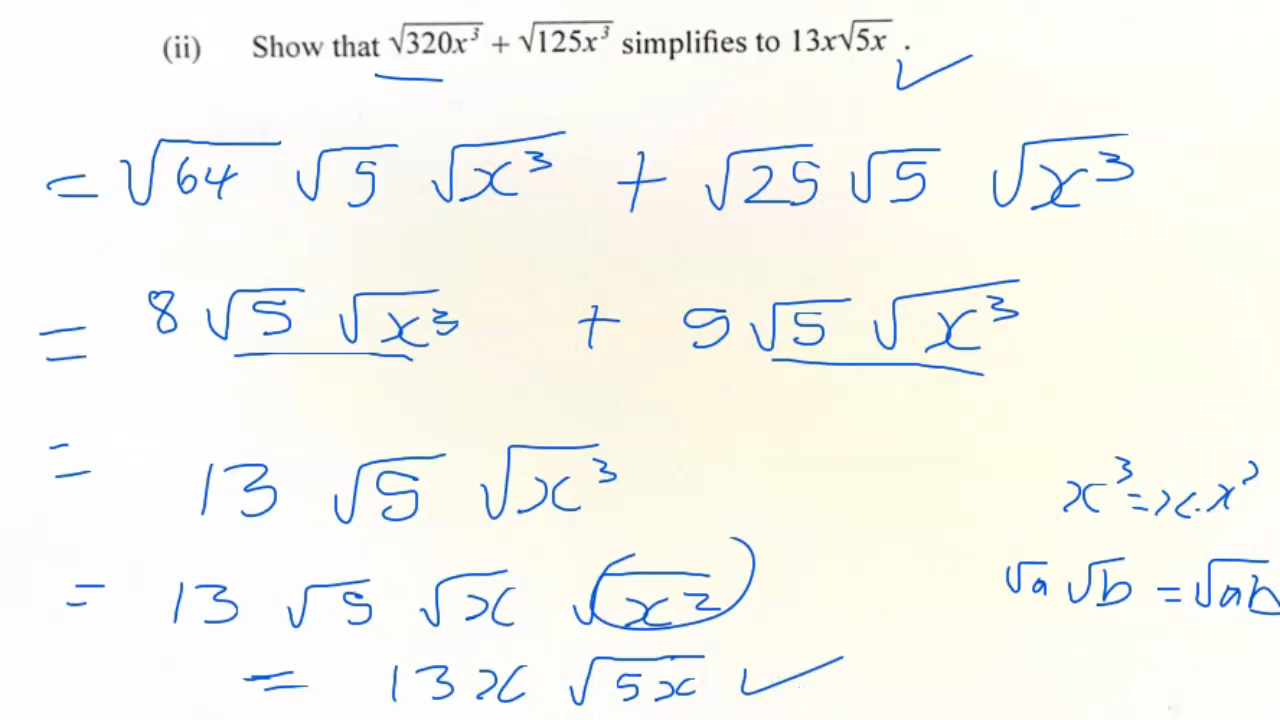 (ii) Show that √320x³ + √125x³ simplifies to 13x√5x .
= √64 √5 √x³ + √25 √5 √x³
= 8 √5 √x³ + 5 √5 √x³
= 13 √5 √x³
x³ = x.x²
= 13 √5 √x √x²
√a √b = √ab
= 13x √5x